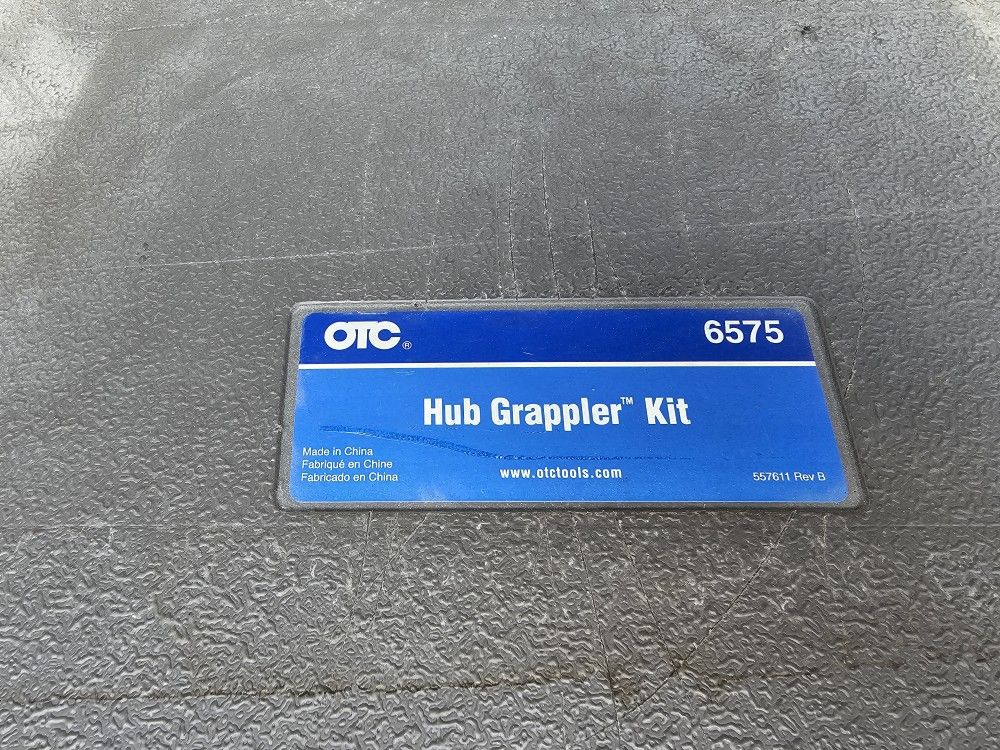 OTC® 6575
Hub Grappler™ Kit
Made in China
Fabriqué en Chine
Fabricado en China
www.otctools.com
557611 Rev B